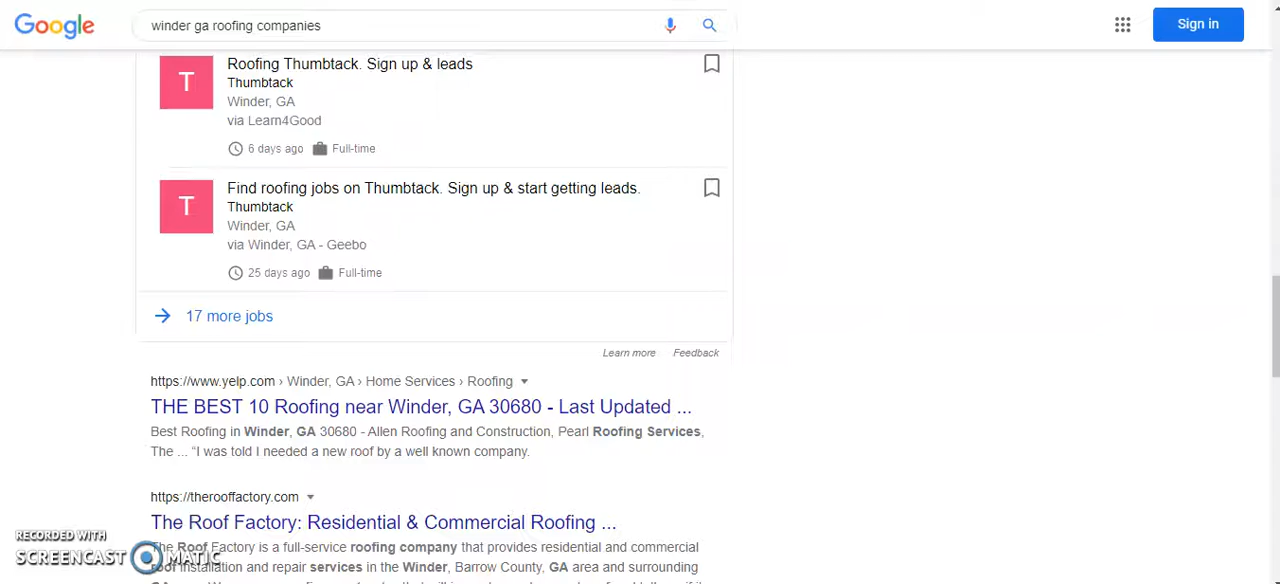 Google
winder ga roofing companies
Sign in
T
Roofing Thumbtack. Sign up & leads
Thumbtack
Winder, GA
via Learn4Good
6 days ago Full-time
T
Find roofing jobs on Thumbtack. Sign up & start getting leads.
Thumbtack
Winder, GA
via Winder, GA - Geebo
25 days ago Full-time
17 more jobs
Learn more Feedback
https://www.yelp.com › Winder, GA › Home Services › Roofing
THE BEST 10 Roofing near Winder, GA 30680 - Last Updated ...
Best Roofing in Winder, GA 30680 - Allen Roofing and Construction, Pearl Roofing Services,
The ... “I was told I needed a new roof by a well known company.
https://therooffactory.com
The Roof Factory: Residential & Commercial Roofing ...
The Roof Factory is a full-service roofing company that provides residential and commercial
roof installation and repair services in the Winder, Barrow County, GA area and surrounding
RECORDED WITH
SCREENCAST MATIC